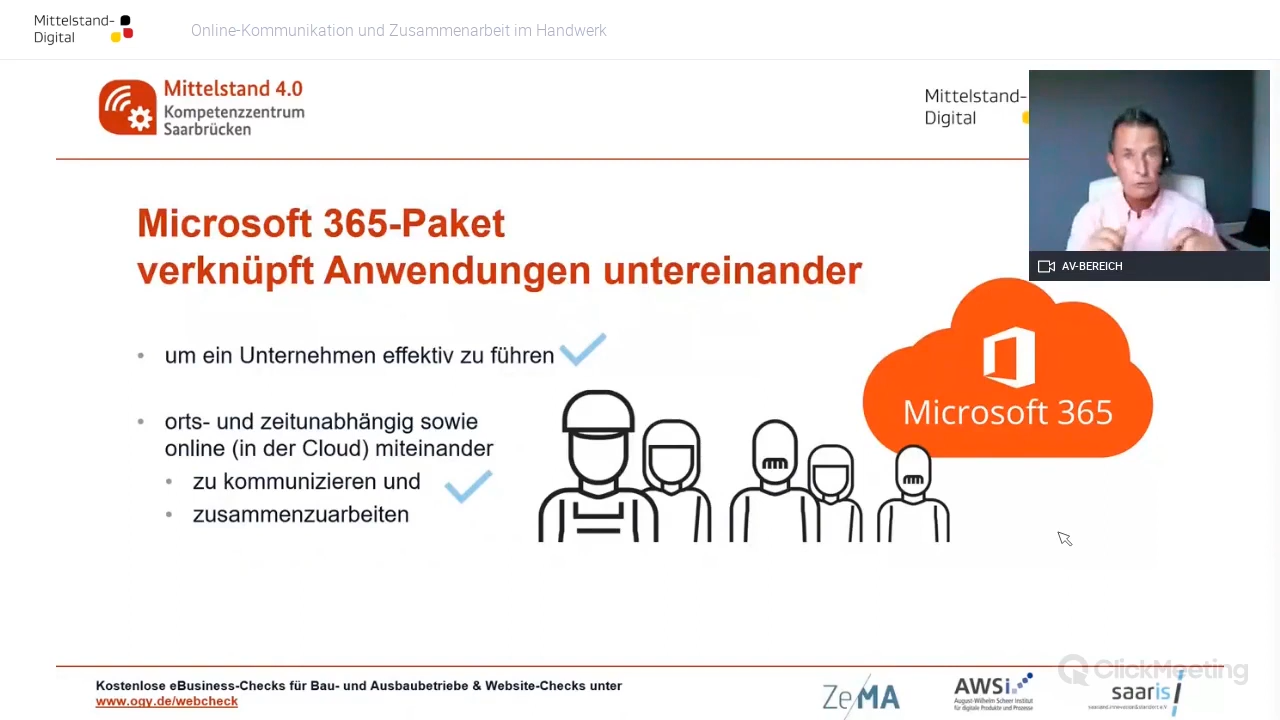 Mittelstand-
Digital
Online-Kommunikation und Zusammenarbeit im Handwerk
Mittelstand 4.0
Kompetenzzentrum
Saarbrücken
Mittelstand-
Digital
AV-BEREICH
Microsoft 365-Paket
verknüpft Anwendungen untereinander
• um ein Unternehmen effektiv zu führen
• orts- und zeitunabhängig sowie
online (in der Cloud) miteinander
• zu kommunizieren und
• zusammenzuarbeiten
Microsoft 365
ClickMeeting
Kostenlose eBusiness-Checks für Bau- und Ausbaubetriebe & Website-Checks unter
www.ogy.de/webcheck
ZeMA
AWSi
August-Wilhelm Scheer Institut
für digitale Produkte und Prozesse
saaris
saarland.innovation&standort e.V.